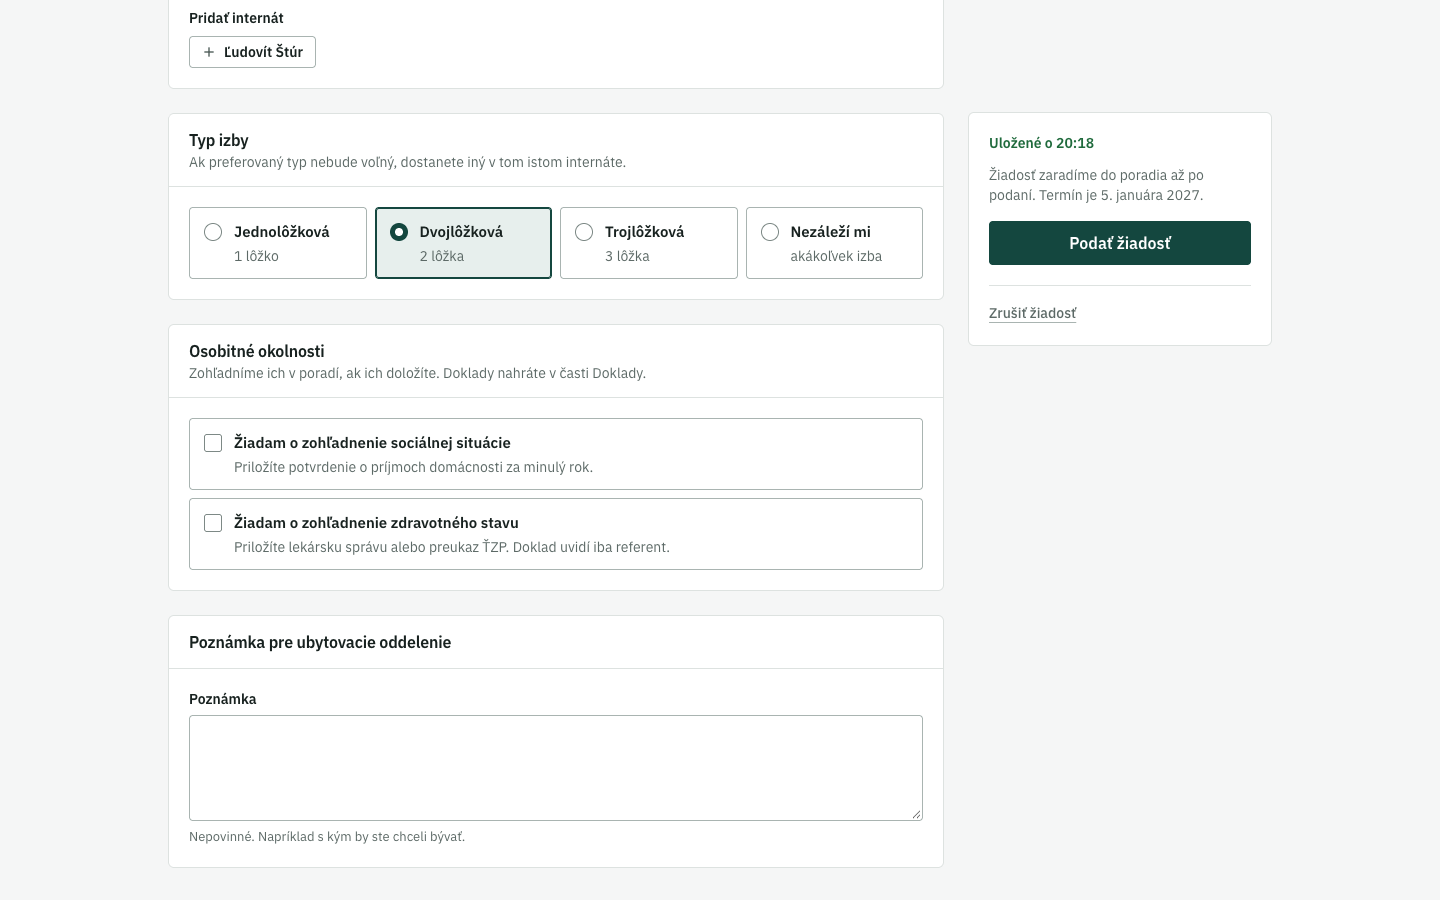 Pridať internát
Ľudovít Štúr
Typ izby
Ak preferovaný typ nebude voľný, dostanete iný v tom istom internáte.
Jednolôžková
1 lôžko
Dvojlôžková
2 lôžka
Trojlôžková
3 lôžka
Nezáleží mi
akákoľvek izba
Osobitné okolnosti
Zohľadníme ich v poradí, ak ich doložíte. Doklady nahráte v časti Doklady.
Žiadam o zohľadnenie sociálnej situácie
Priložíte potvrdenie o príjmoch domácnosti za minulý rok.
Žiadam o zohľadnenie zdravotného stavu
Priložíte lekársku správu alebo preukaz ŤZP. Doklad uvidí iba referent.
Poznámka pre ubytovacie oddelenie
Poznámka
Nepovinné. Napríklad s kým by ste chceli bývať.
Uložené o 20:18
Žiadosť zaradíme do poradia až po
podaní. Termín je 5. januára 2027.
Podať žiadosť
Zrušiť žiadosť